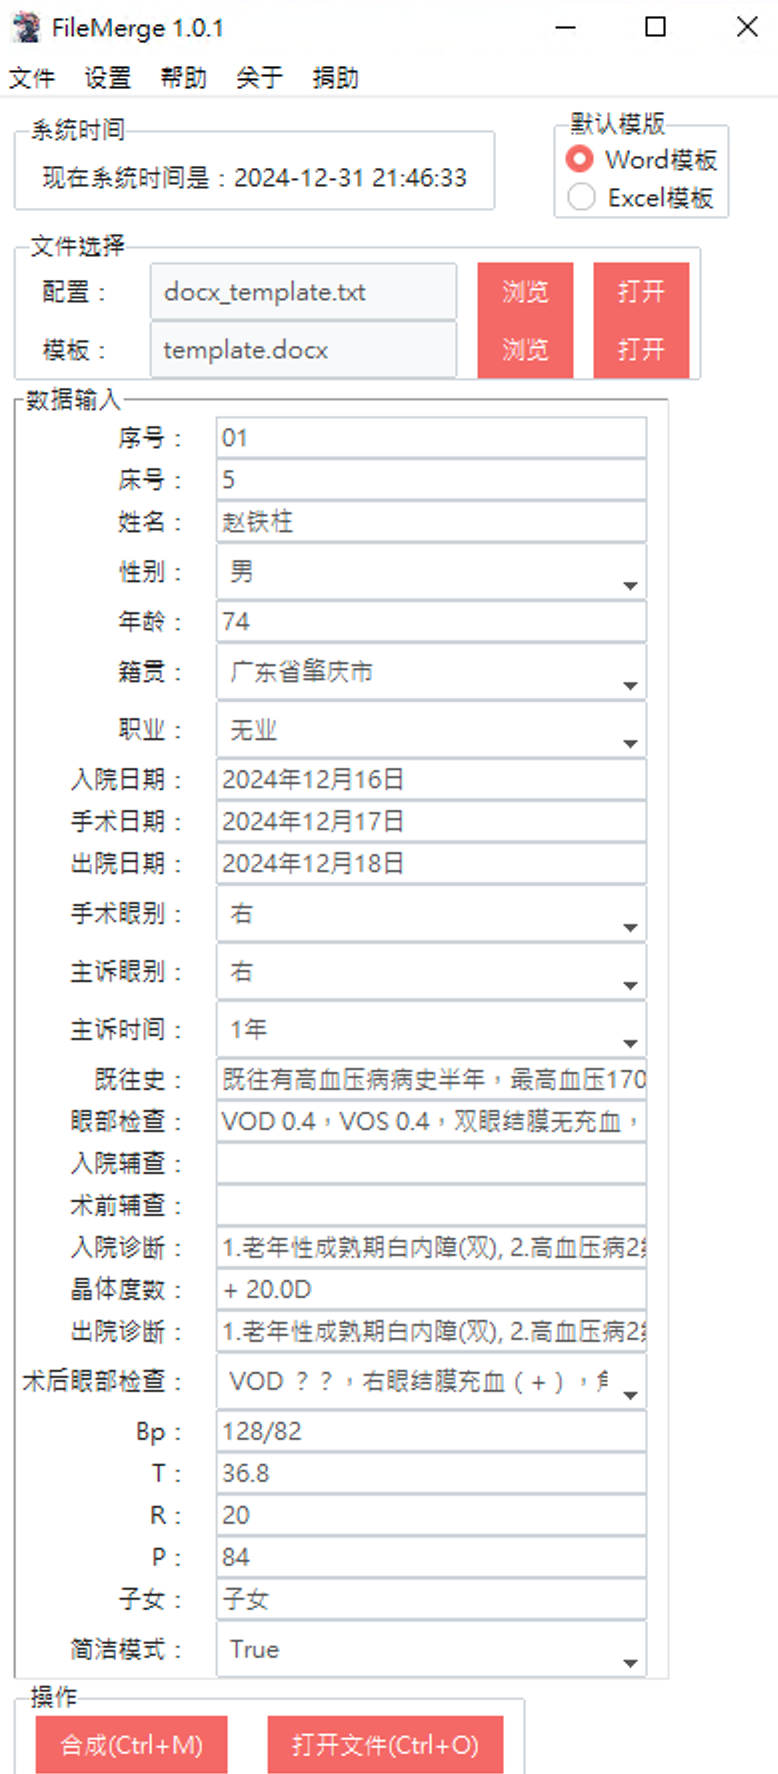 FileMerge 1.0.1
文件 设置 帮助 关于 捐助
系统时间
现在系统时间是：2024-12-31 21:46:33
默认模版
Word模板
Excel模板
文件选择
配置： docx_template.txt 浏览 打开
模板： template.docx 浏览 打开
数据输入
序号： 01
床号： 5
姓名： 赵铁柱
性别： 男
年龄： 74
籍贯： 广东省肇庆市
职业： 无业
入院日期： 2024年12月16日
手术日期： 2024年12月17日
出院日期： 2024年12月18日
手术眼别： 右
主诉眼别： 右
主诉时间： 1年
既往史： 既往有高血压病病史半年，最高血压170
眼部检查： VOD 0.4，VOS 0.4，双眼结膜无充血，
入院辅查：
术前辅查：
入院诊断： 1.老年性成熟期白内障(双), 2.高血压病2
晶体度数： + 20.0D
出院诊断： 1.老年性成熟期白内障(双), 2.高血压病2
术后眼部检查： VOD ？？，右眼结膜充血（+），
Bp： 128/82
T： 36.8
R： 20
P： 84
子女： 子女
简洁模式： True
操作
合成(Ctrl+M) 打开文件(Ctrl+O)